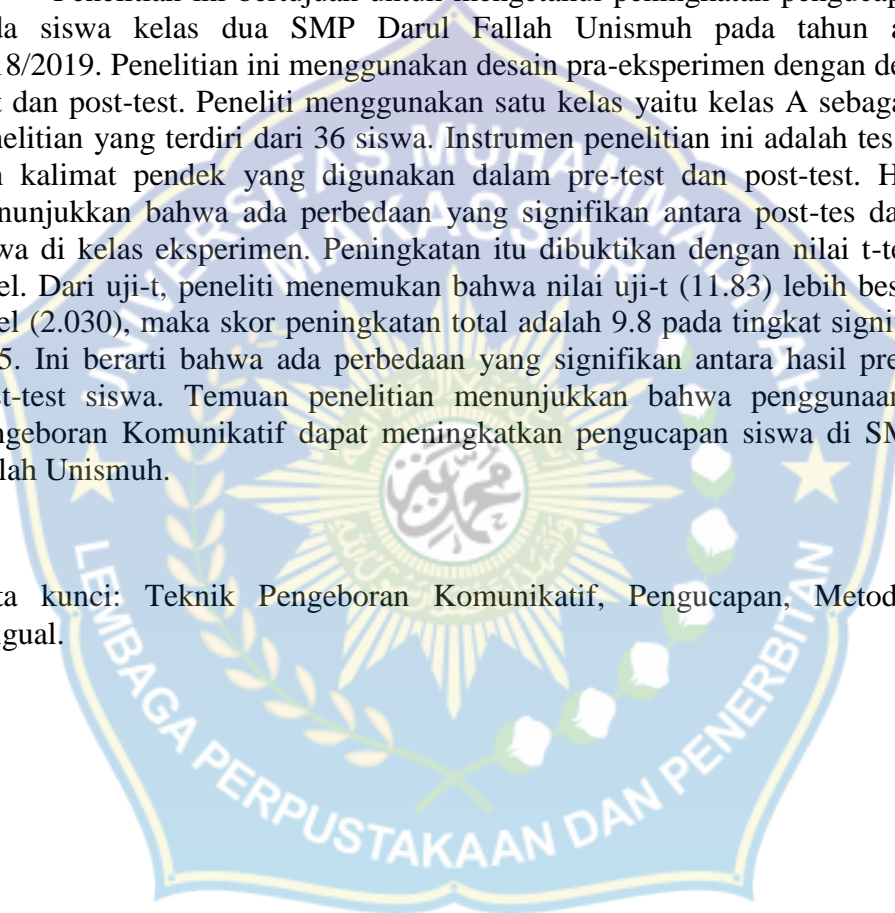 Penelitian ini bertujuan untuk mengetahui peningkatan pengucap
da siswa kelas dua SMP Darul Fallah Unismuh pada tahun a
18/2019. Penelitian ini menggunakan desain pra-eksperimen dengan de
t dan post-test. Peneliti menggunakan satu kelas yaitu kelas A sebaga
nelitian yang terdiri dari 36 siswa. Instrumen penelitian ini adalah tes
n kalimat pendek yang digunakan dalam pre-test dan post-test. H
nunjukkan bahwa ada perbedaan yang signifikan antara post-tes da
wa di kelas eksperimen. Peningkatan itu dibuktikan dengan nilai t-te
el. Dari uji-t, peneliti menemukan bahwa nilai uji-t (11.83) lebih bes
el (2.030), maka skor peningkatan total adalah 9.8 pada tingkat signi
5. Ini berarti bahwa ada perbedaan yang signifikan antara hasil pre
st-test siswa. Temuan penelitian menunjukkan bahwa penggunaan
ngeboran Komunikatif dapat meningkatkan pengucapan siswa di SM
llah Unismuh.
ta kunci: Teknik Pengeboran Komunikatif, Pengucapan, Metod
ngual.
UNIVERSITAS MUHAMMADIYAH
MAKASSAR
LEMBAGA PERPUSTAKAAN DAN PENERBITAN